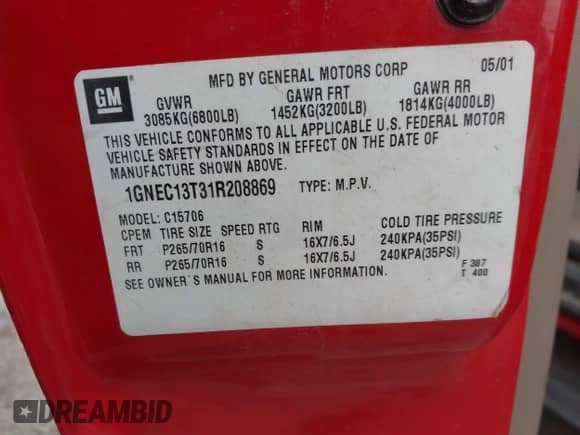 GM
MFD BY GENERAL MOTORS CORP 05/01
GVWR GAWR FRT GAWR RR
3085KG(6800LB) 1452KG(3200LB) 1814KG(4000LB)
THIS VEHICLE CONFORMS TO ALL APPLICABLE U.S. FEDERAL MOTOR
VEHICLE SAFETY STANDARDS IN EFFECT ON THE DATE OF
MANUFACTURE SHOWN ABOVE.
1GNEC13T31R208869 TYPE: M.P.V.
MODEL: C15706
CPEM TIRE SIZE SPEED RTG RIM COLD TIRE PRESSURE
FRT P265/70R16 S 16X7/6.5J 240KPA(35PSI)
RR P265/70R16 S 16X7/6.5J 240KPA(35PSI)
SEE OWNER'S MANUAL FOR MORE INFORMATION.
F 387
T 400
DREAMBID